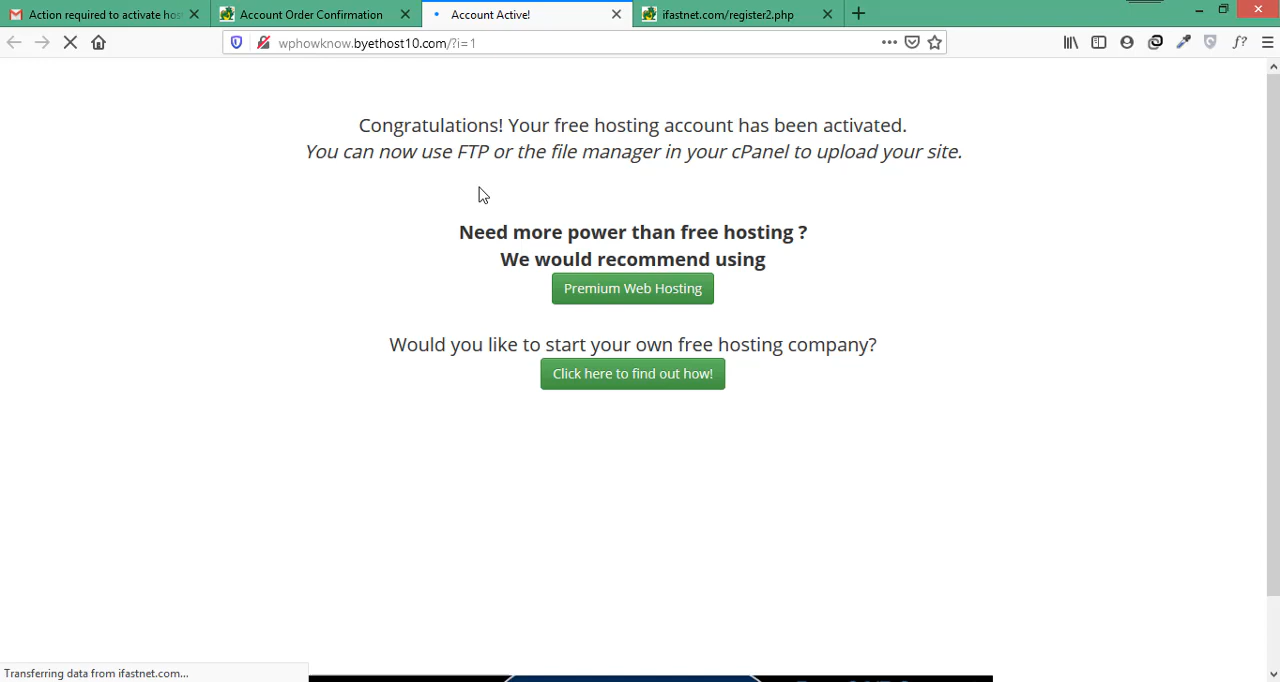 Action required to activate hos
Account Order Confirmation
Account Active!
ifastnet.com/register2.php
wphowknow.byethost10.com/?i=1
f?
Congratulations! Your free hosting account has been activated.
You can now use FTP or the file manager in your cPanel to upload your site.
Need more power than free hosting ?
We would recommend using
Premium Web Hosting
Would you like to start your own free hosting company?
Click here to find out how!
Transferring data from ifastnet.com...